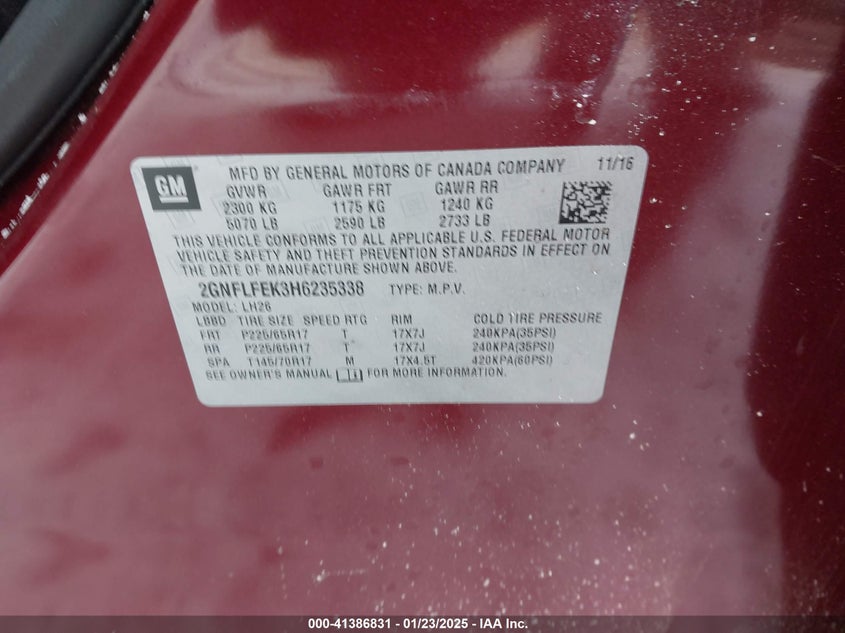 GM
MFD BY GENERAL MOTORS OF CANADA COMPANY 11/16
GVWR GAWR FRT GAWR RR
2300 KG 1175 KG 1240 KG
5070 LB 2590 LB 2733 LB
THIS VEHICLE CONFORMS TO ALL APPLICABLE U.S. FEDERAL MOTOR
VEHICLE SAFETY AND THEFT PREVENTION STANDARDS IN EFFECT ON
THE DATE OF MANUFACTURE SHOWN ABOVE.
2GNFLFEK3H6235338 TYPE: M.P.V.
MODEL: LH26
LBBD TIRE SIZE SPEED RTG RIM COLD TIRE PRESSURE
FRT P225/65R17 T 17X7J 240KPA(35PSI)
RR P225/65R17 T 17X7J 240KPA(35PSI)
SPA T145/70R17 M 17X4.5T 420KPA(60PSI)
SEE OWNER'S MANUAL FOR MORE INFORMATION.
000-41386831 - 01/23/2025 - IAA Inc.